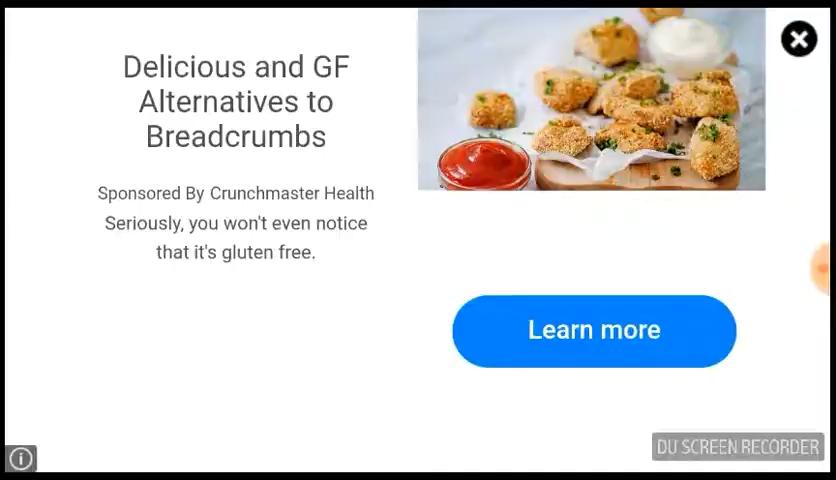 Delicious and GF
Alternatives to
Breadcrumbs
Sponsored By Crunchmaster Health
Seriously, you won't even notice
that it's gluten free.
Learn more
DU SCREEN RECORDER